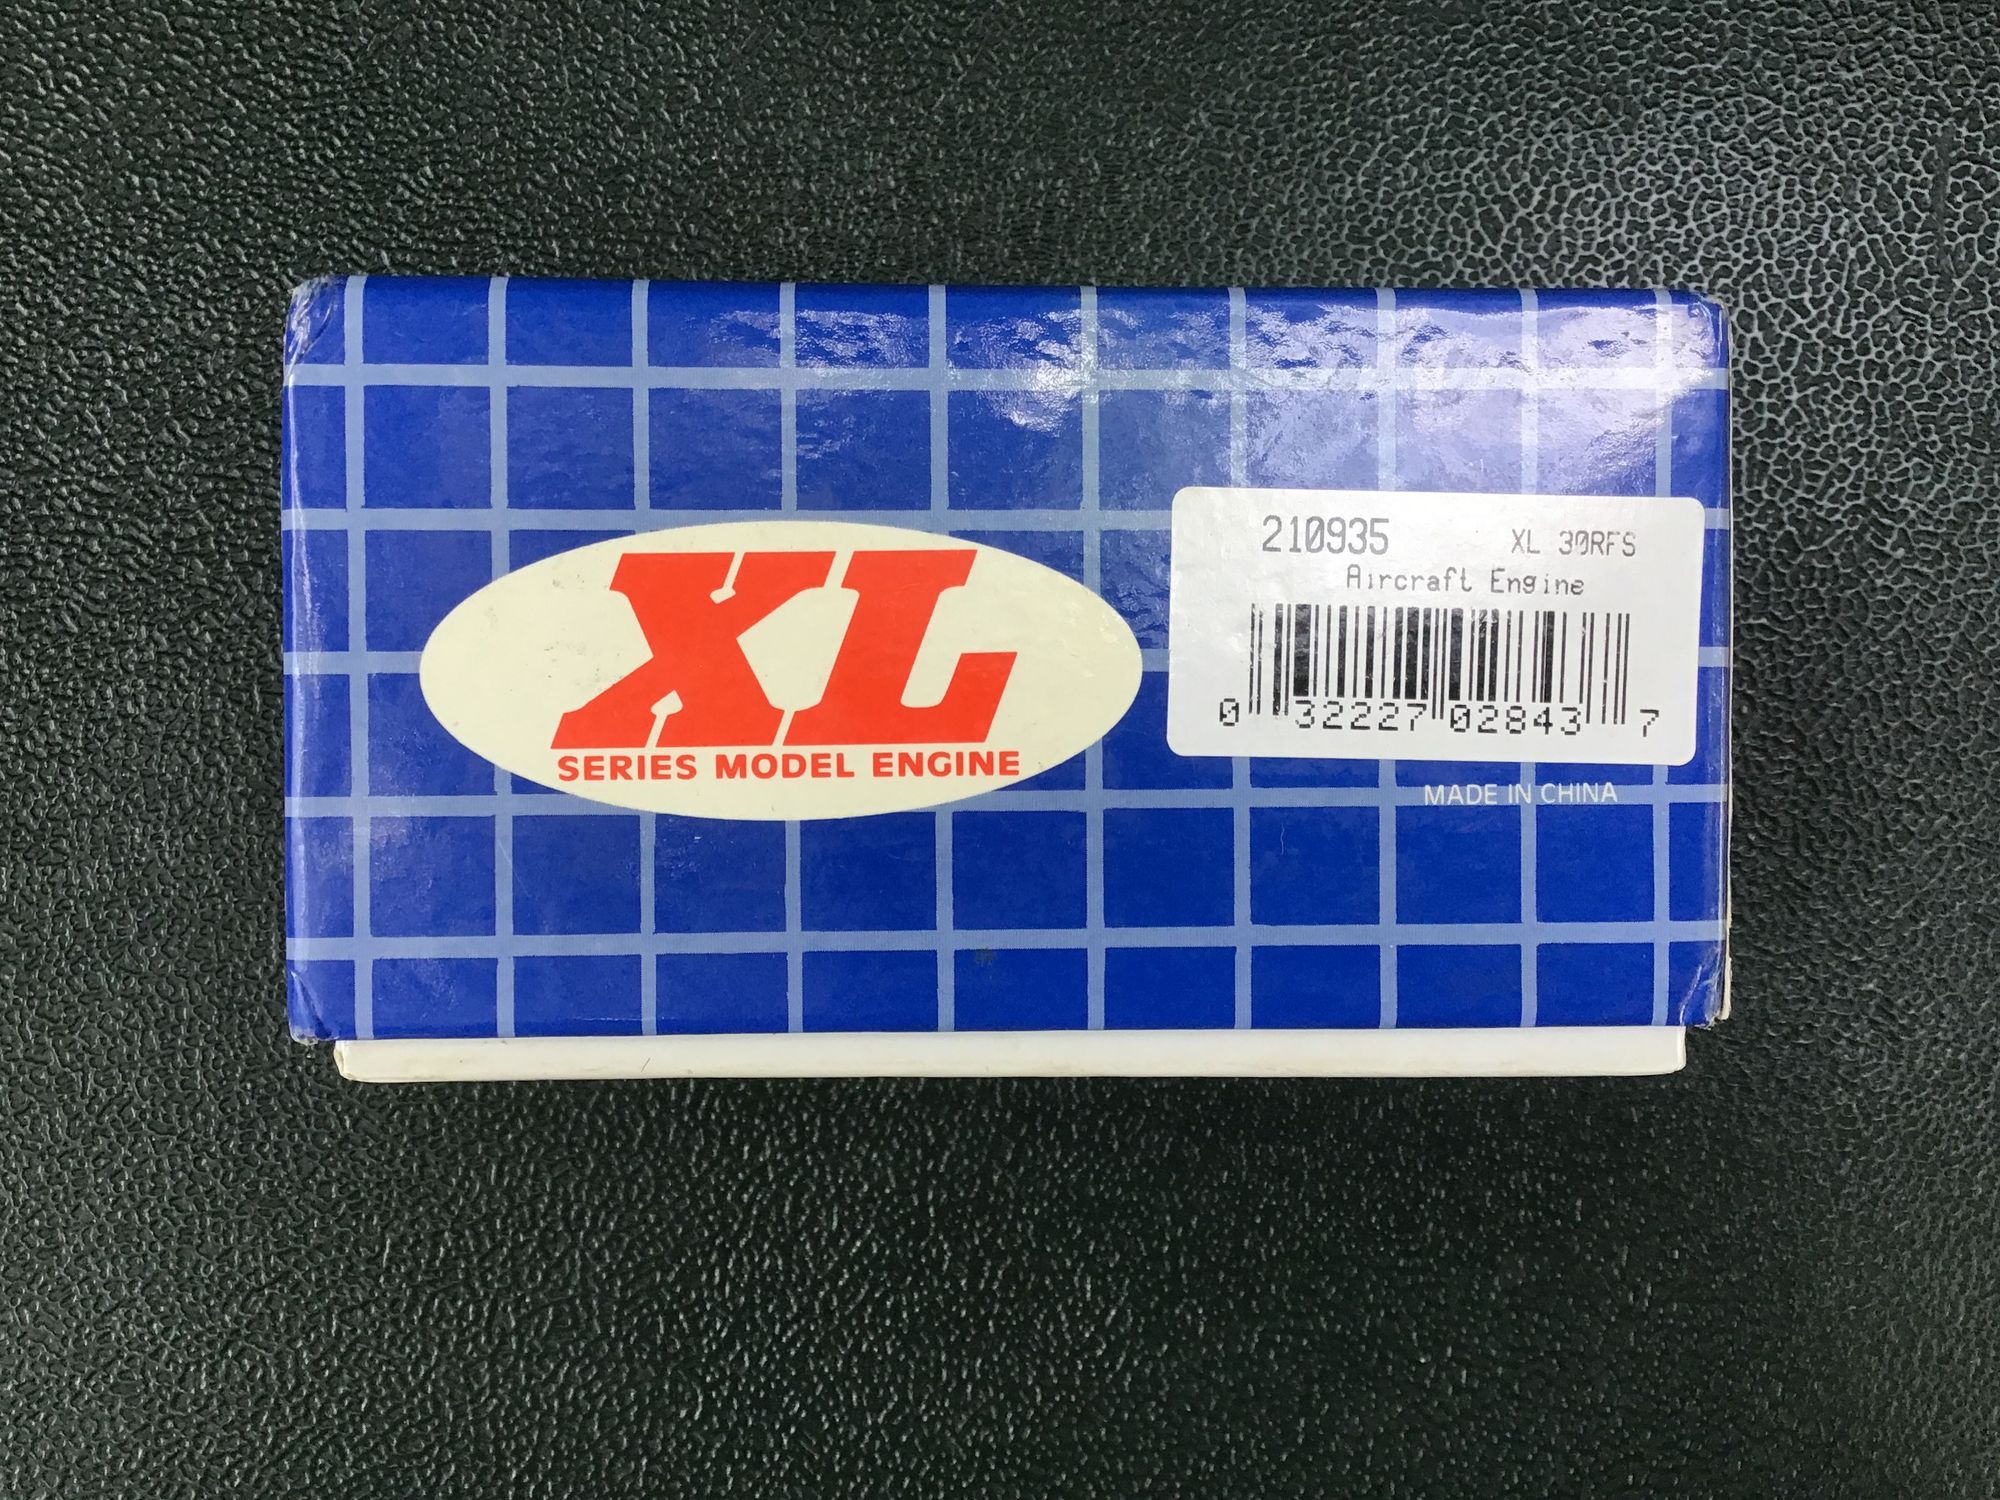 XL
SERIES MODEL ENGINE
210935 XL 30RFS
Aircraft Engine
0 32227 02843 7
MADE IN CHINA